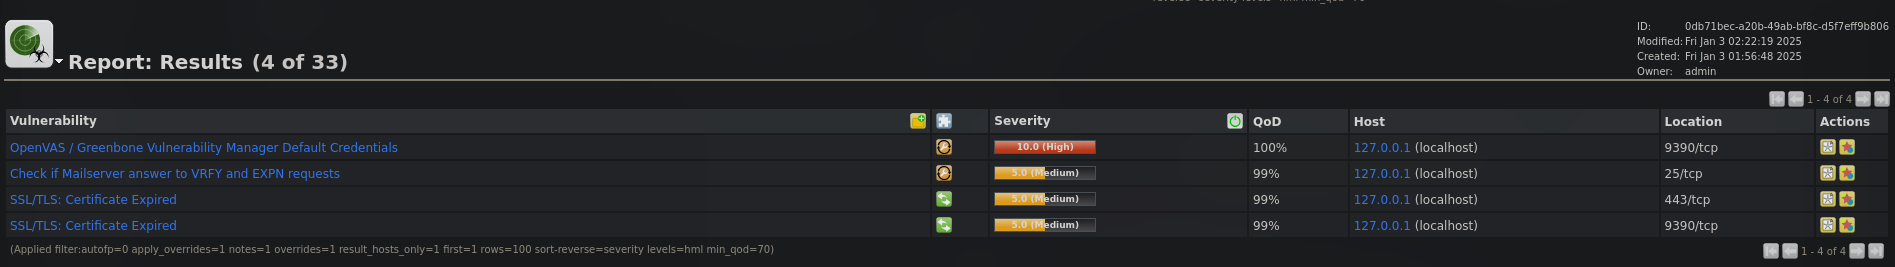 ID: 0db71bec-a20b-49ab-bf8c-d5f7eff9b806
Modified: Fri Jan 3 02:22:19 2025
Created: Fri Jan 3 01:56:48 2025
Owner: admin
Report: Results (4 of 33)
1 - 4 of 4
Vulnerability Severity QoD Host Location Actions
OpenVAS / Greenbone Vulnerability Manager Default Credentials 10.0 (High) 100% 127.0.0.1 (localhost) 9390/tcp
Check if Mailserver answer to VRFY and EXPN requests 5.0 (Medium) 99% 127.0.0.1 (localhost) 25/tcp
SSL/TLS: Certificate Expired 5.0 (Medium) 99% 127.0.0.1 (localhost) 443/tcp
SSL/TLS: Certificate Expired 5.0 (Medium) 99% 127.0.0.1 (localhost) 9390/tcp
(Applied filter:autofp=0 apply_overrides=1 notes=1 overrides=1 result_hosts_only=1 first=1 rows=100 sort-reverse=severity levels=hml min_qod=70)
1 - 4 of 4